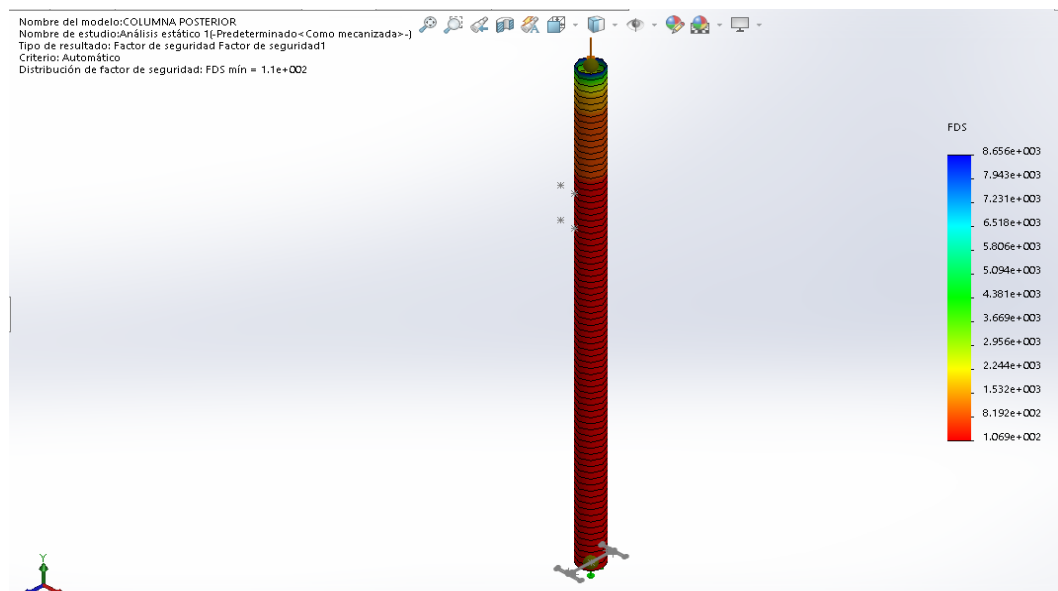 Nombre del modelo:COLUMNA POSTERIOR
Nombre de estudio:Análisis estático 1(-Predeterminado<Como mecanizada>-)
Tipo de resultado: Factor de seguridad Factor de seguridad1
Criterio: Automático
Distribución de factor de seguridad: FDS mín = 1.1e+002
FDS
8.656e+003
7.943e+003
7.231e+003
6.518e+003
5.806e+003
5.094e+003
4.381e+003
3.669e+003
2.956e+003
2.244e+003
1.532e+003
8.192e+002
1.069e+002
Y